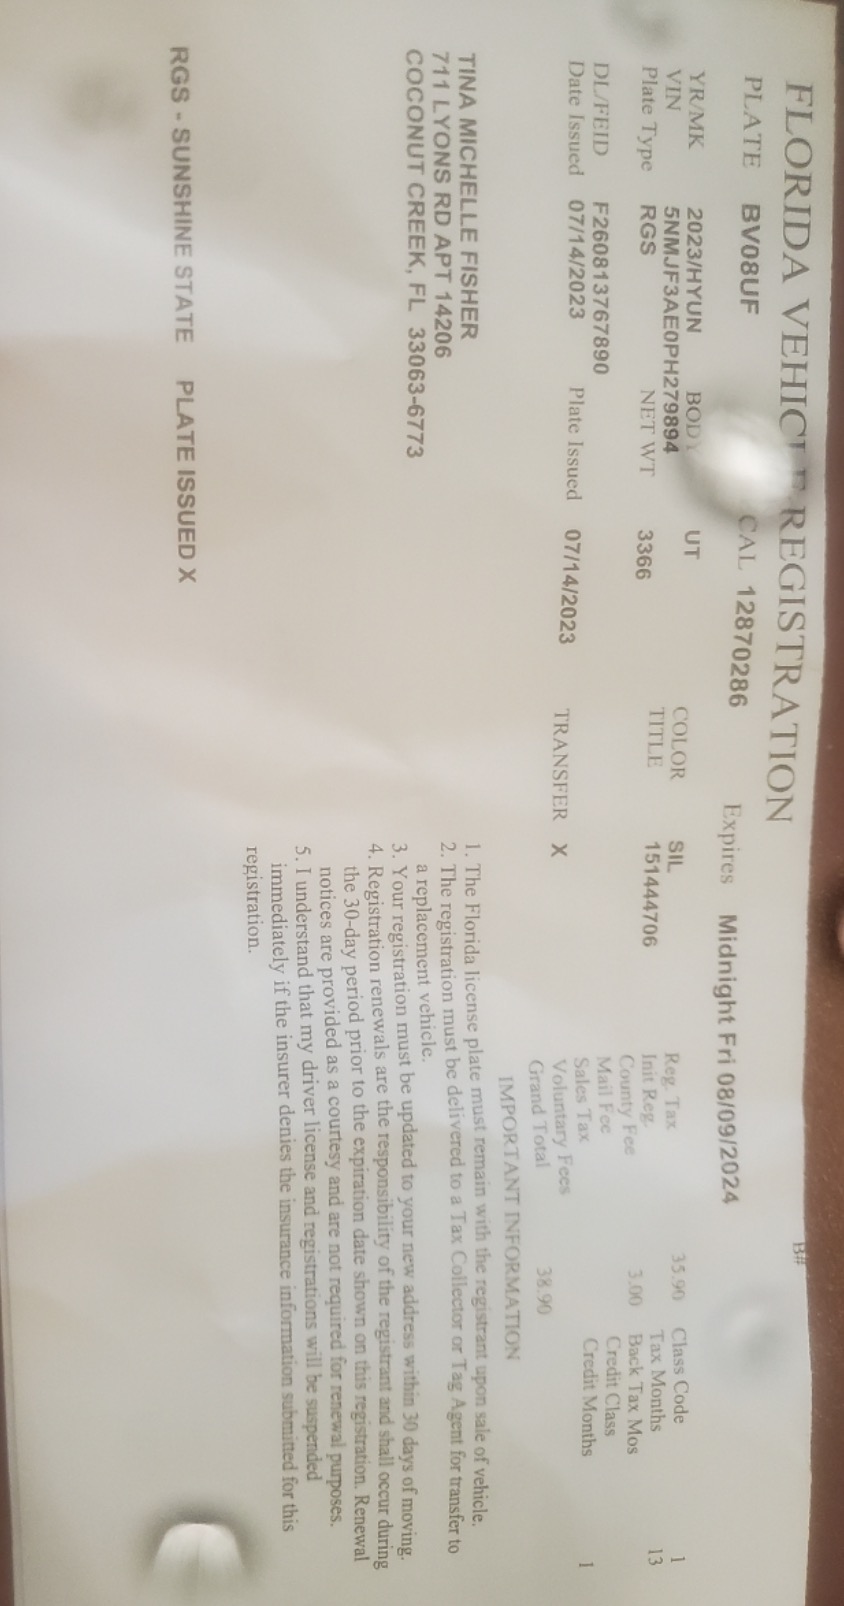 FLORIDA VEHICLE REGISTRATION
B#
PLATE BV08UF CAL 12870286 Expires Midnight Fri 08/09/2024
YR/MK 2023/HYUN BODY UT COLOR SIL Reg. Tax 35.90 Class Code 1
VIN 5NMJF3AE0PH279894 TITLE 151444706 Init Reg. Tax Months 13
Plate Type RGS NET WT 3366 County Fee 3.00 Back Tax Mos
Mail Fee Credit Class
DL/FEID F260813767890 Sales Tax Credit Months 1
Date Issued 07/14/2023 Plate Issued 07/14/2023 TRANSFER X Voluntary Fees
Grand Total 38.90
IMPORTANT INFORMATION
TINA MICHELLE FISHER
711 LYONS RD APT 14206
COCONUT CREEK, FL 33063-6773
1. The Florida license plate must remain with the registrant upon sale of vehicle.
2. The registration must be delivered to a Tax Collector or Tag Agent for transfer to
a replacement vehicle.
3. Your registration must be updated to your new address within 30 days of moving.
4. Registration renewals are the responsibility of the registrant and shall occur during
the 30-day period prior to the expiration date shown on this registration. Renewal
notices are provided as a courtesy and are not required for renewal purposes.
5. I understand that my driver license and registrations will be suspended
immediately if the insurer denies the insurance information submitted for this
registration.
RGS - SUNSHINE STATE PLATE ISSUED X